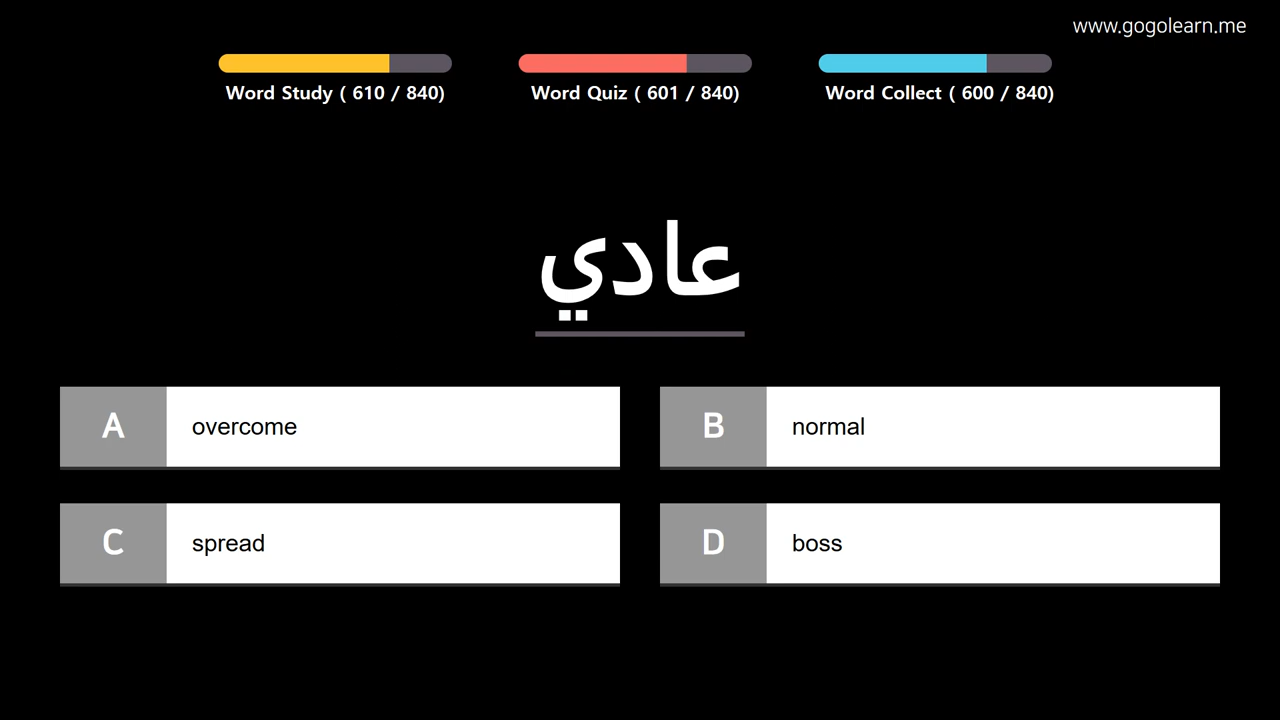 www.gogolearn.me
Word Study ( 610 / 840)
Word Quiz ( 601 / 840)
Word Collect ( 600 / 840)
عادي
A overcome
B normal
C spread
D boss